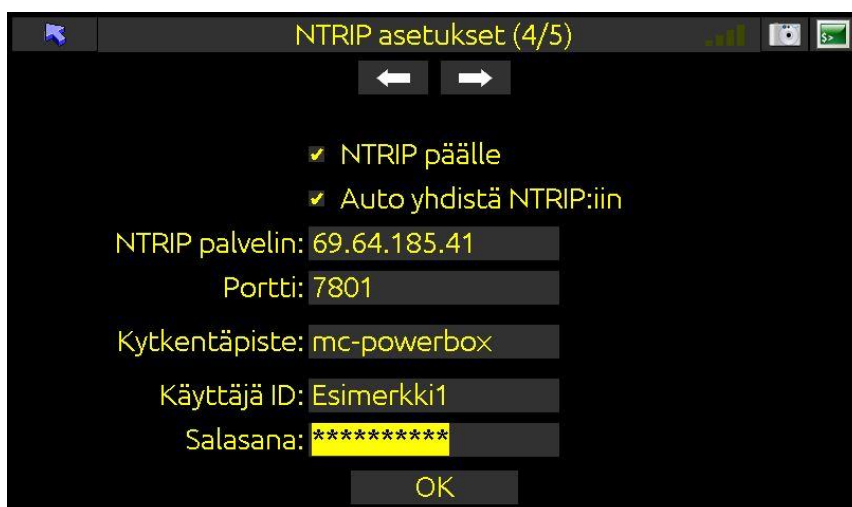 NTRIP asetukset (4/5)
$>
NTRIP päälle
Auto yhdistä NTRIP:iin
NTRIP palvelin: 69.64.185.41
Portti: 7801
Kytkentäpiste: mc-powerbox
Käyttäjä ID: Esimerkki1
Salasana: **********
OK